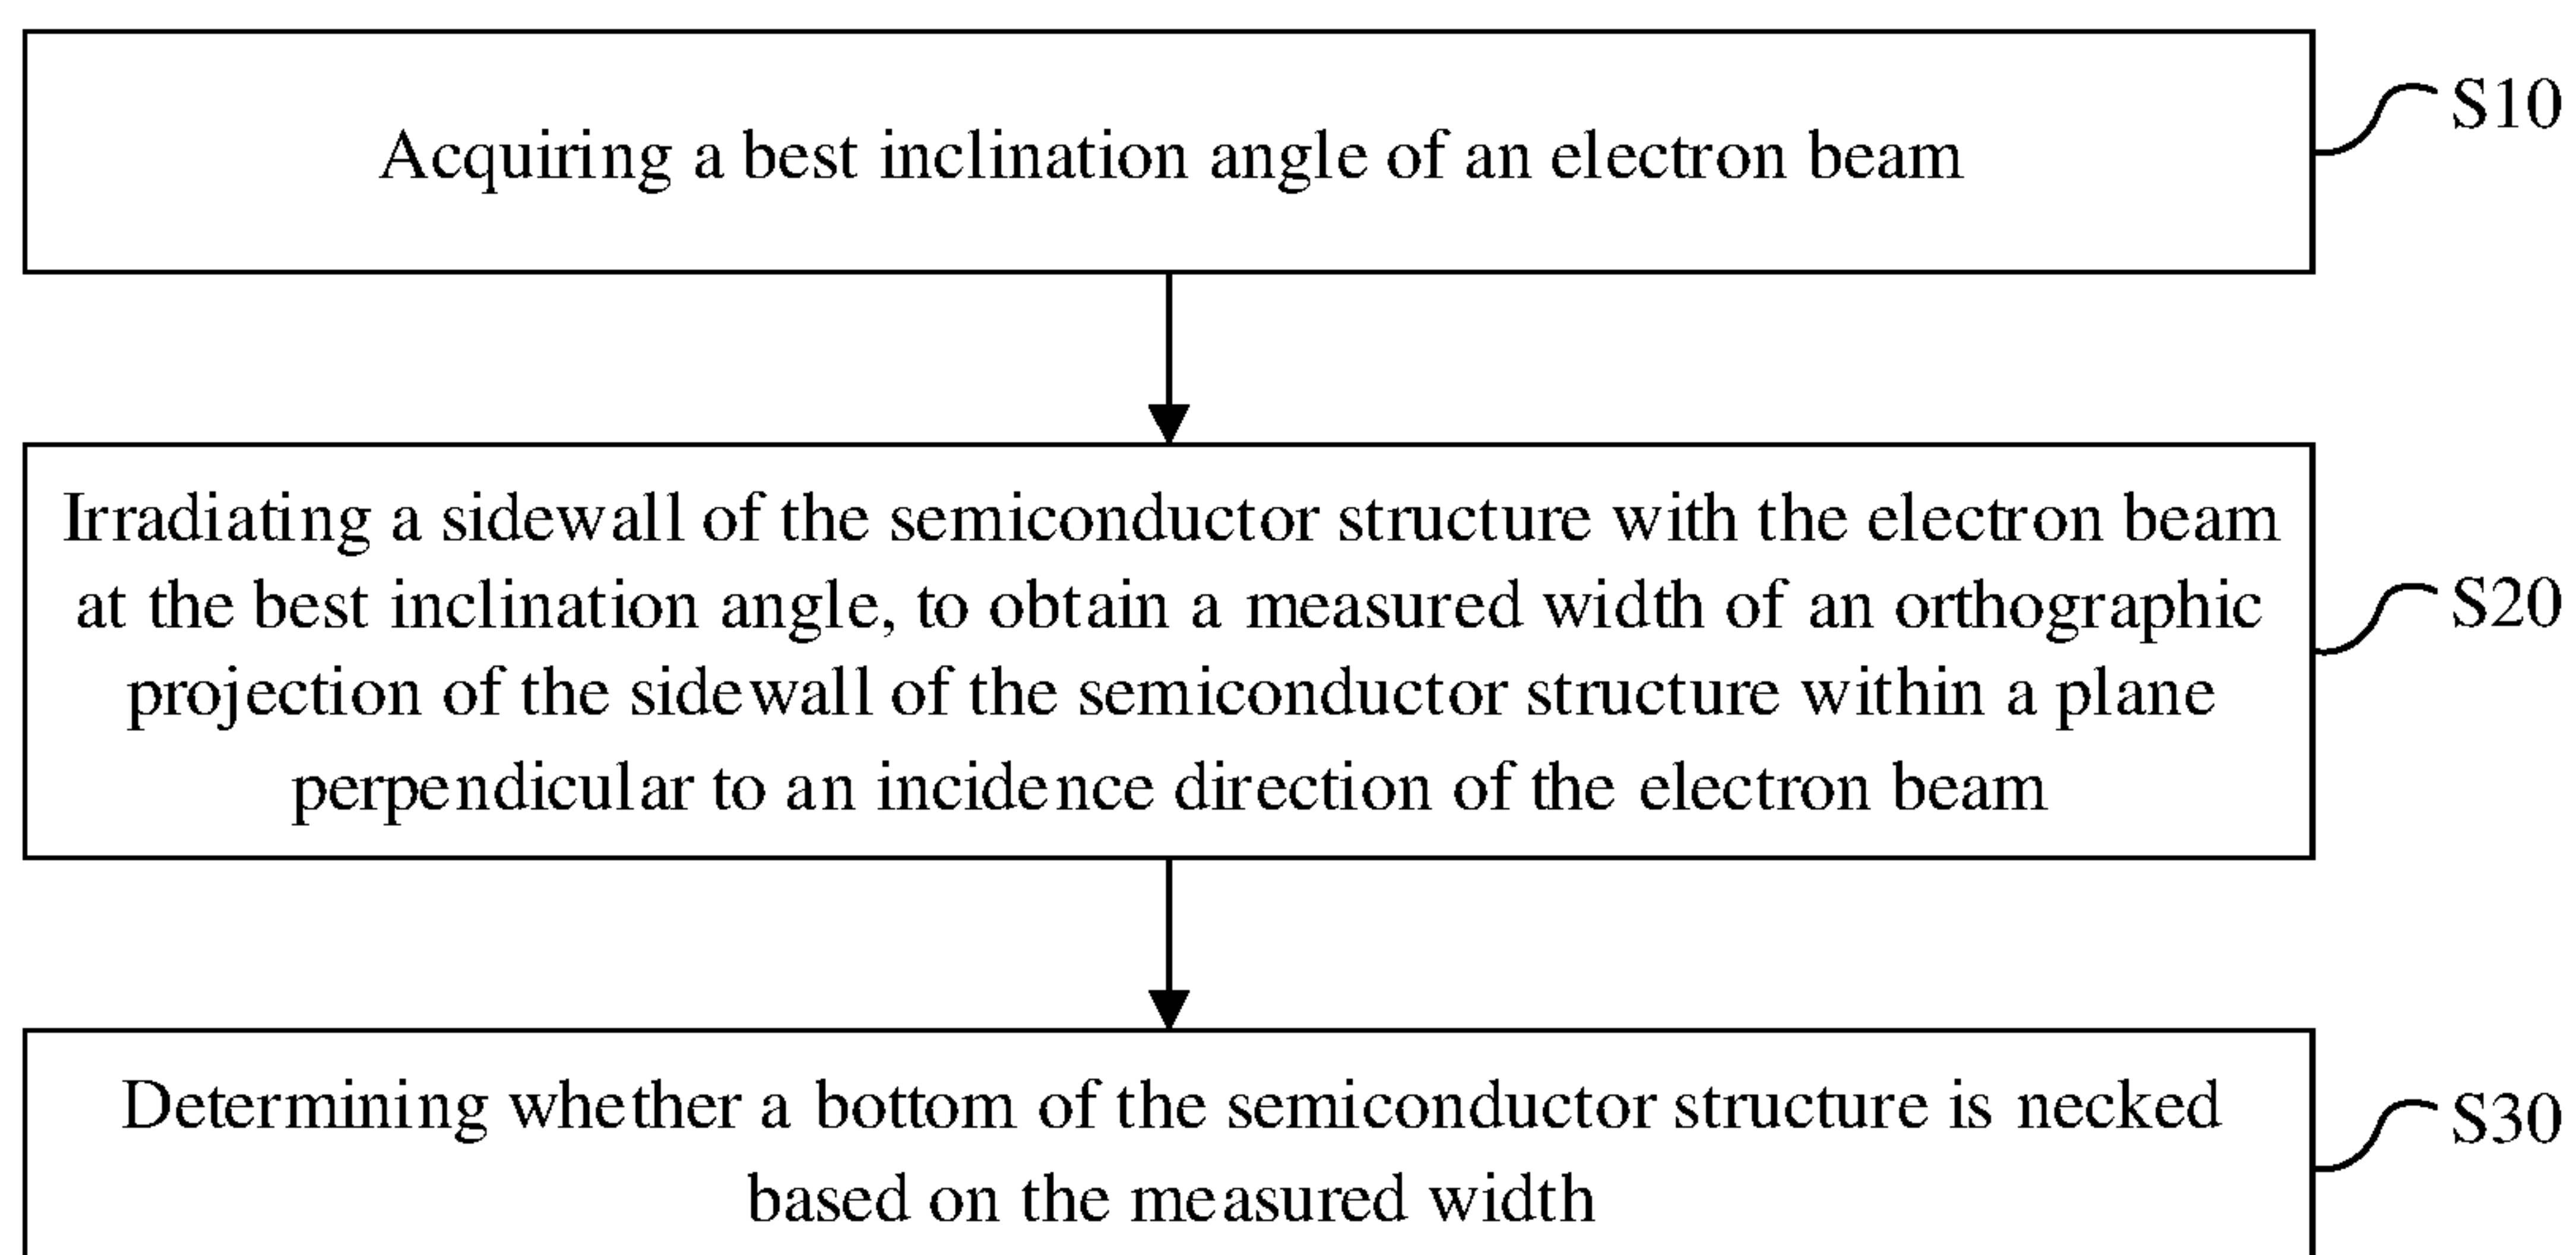 Acquiring a best inclination angle of an electron beam
S10
Irradiating a sidewall of the semiconductor structure with the electron beam
at the best inclination angle, to obtain a measured width of an orthographic
projection of the sidewall of the semiconductor structure within a plane
perpendicular to an incidence direction of the electron beam
S20
Determining whether a bottom of the semiconductor structure is necked
based on the measured width
S30